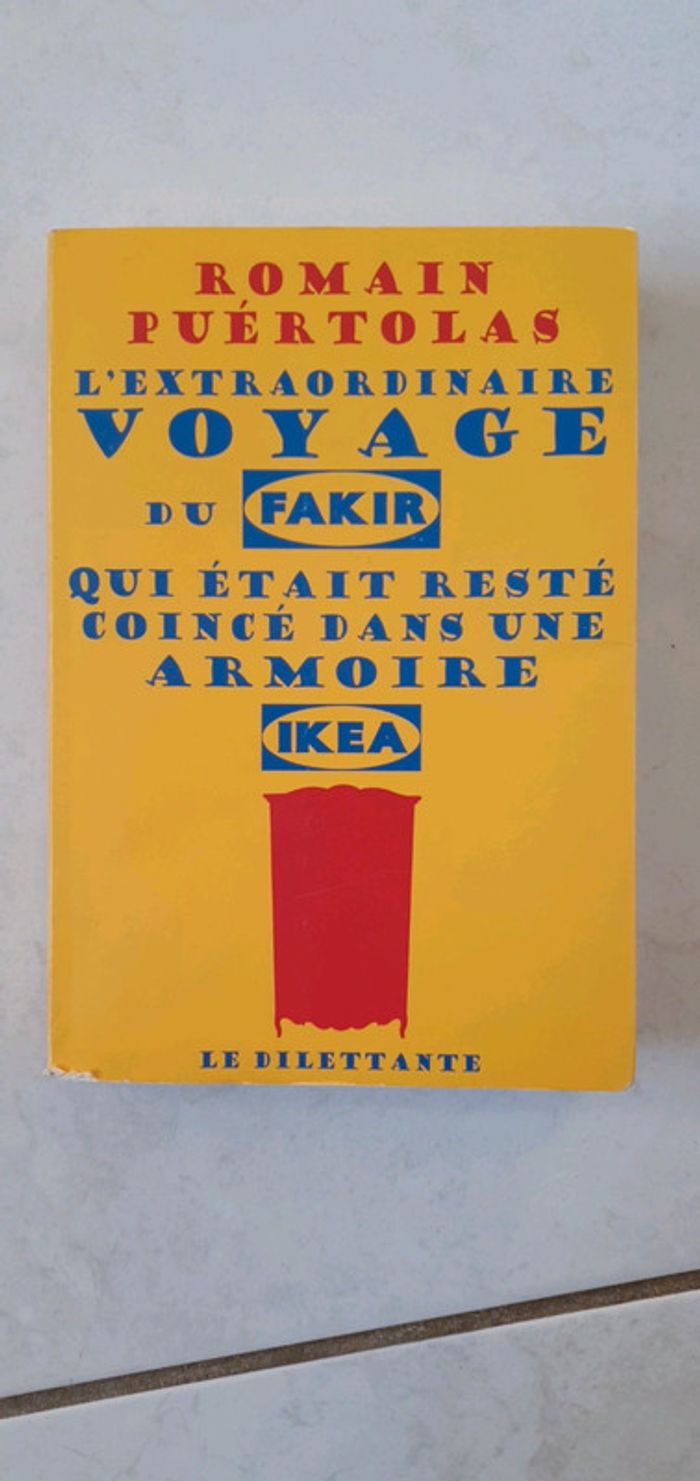 ROMAIN
PUÉRTOLAS
L'EXTRAORDINAIRE
VOYAGE
DU FAKIR
QUI ÉTAIT RESTÉ
COINCÉ DANS UNE
ARMOIRE
IKEA
LE DILETTANTE